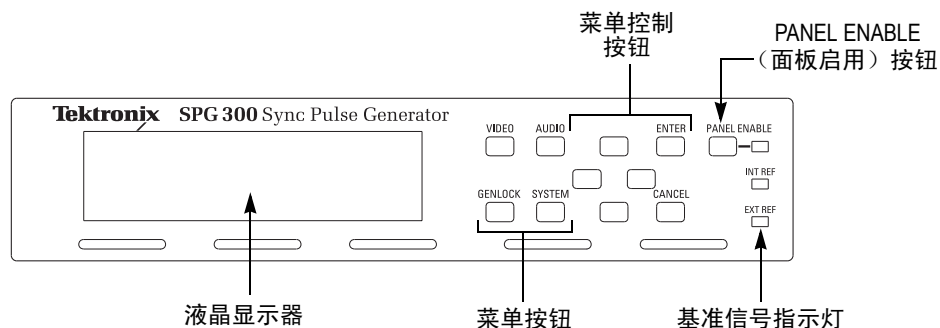 菜单控制
按钮
PANEL ENABLE
（面板启用）按钮
Tektronix SPG 300 Sync Pulse Generator
VIDEO AUDIO ENTER PANEL ENABLE
INT REF
GENLOCK SYSTEM CANCEL
EXT REF
液晶显示器 菜单按钮 基准信号指示灯